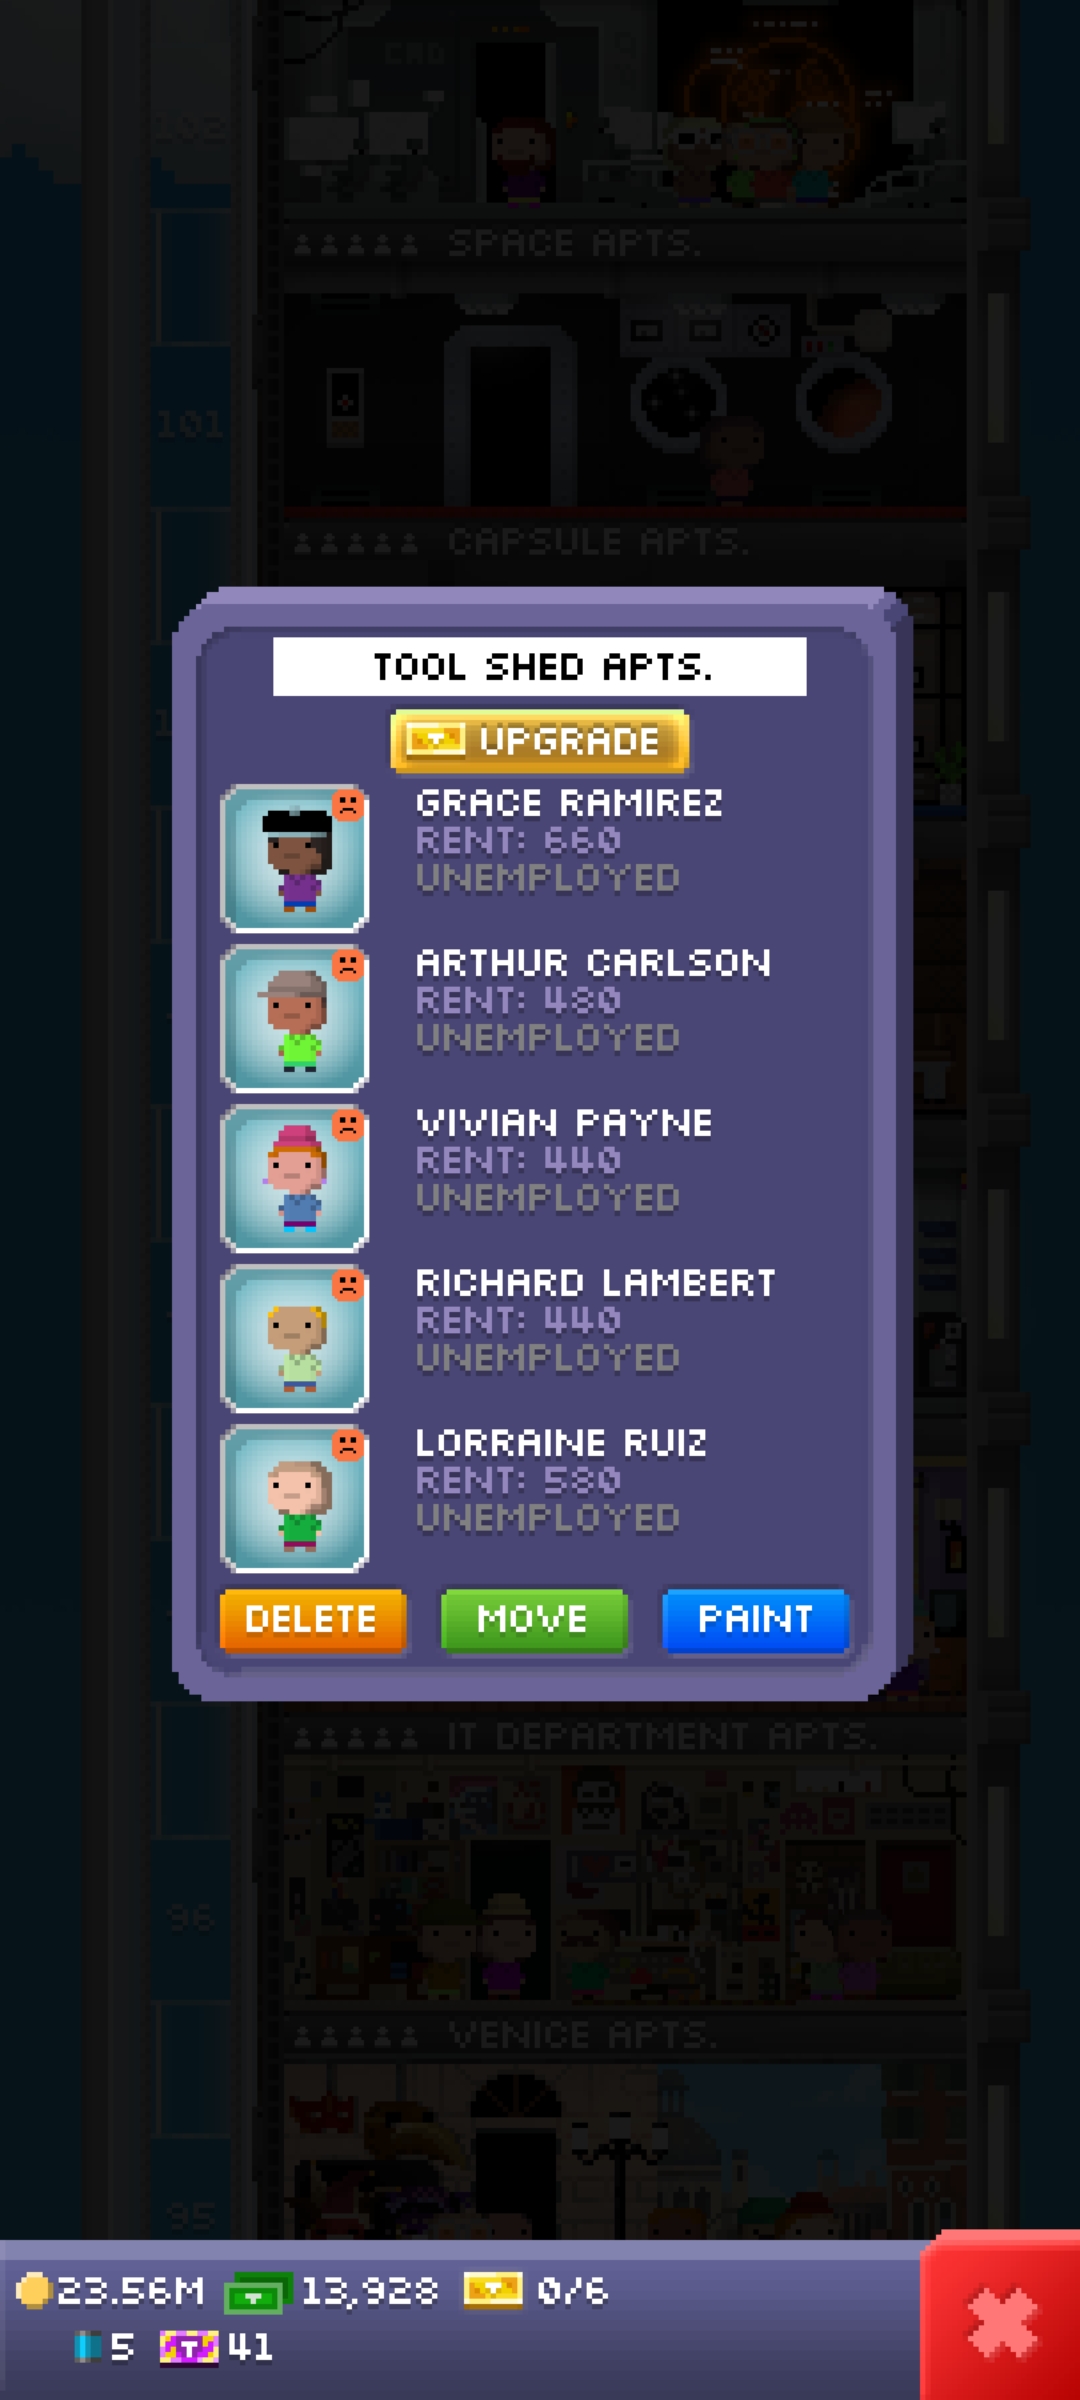 CRD
102
SPACE APTS.
101
CAPSULE APTS.
TOOL SHED APTS.
UPGRADE
GRACE RAMIREZ
RENT: 660
UNEMPLOYED
ARTHUR CARLSON
RENT: 480
UNEMPLOYED
VIVIAN PAYNE
RENT: 440
UNEMPLOYED
RICHARD LAMBERT
RENT: 440
UNEMPLOYED
LORRAINE RUIZ
RENT: 580
UNEMPLOYED
DELETE MOVE PAINT
IT DEPARTMENT APTS.
96
VENICE APTS.
95
23.56M 13,928 0/6
5 41